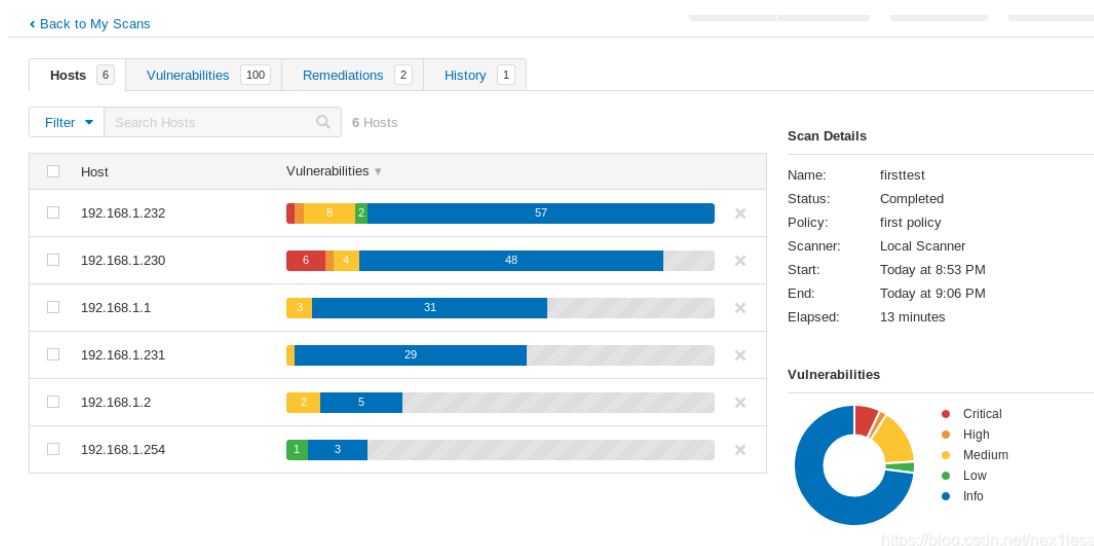 Back to My Scans
Hosts 6 Vulnerabilities 100 Remediations 2 History 1
Filter Search Hosts 6 Hosts
Host Vulnerabilities
192.168.1.232 8 2 57
192.168.1.230 6 4 48
192.168.1.1 3 31
192.168.1.231 29
192.168.1.2 2 5
192.168.1.254 1 3
Scan Details
Name: firsttest
Status: Completed
Policy: first policy
Scanner: Local Scanner
Start: Today at 8:53 PM
End: Today at 9:06 PM
Elapsed: 13 minutes
Vulnerabilities
Critical
High
Medium
Low
Info
https://blog.csdn.net/nex1less